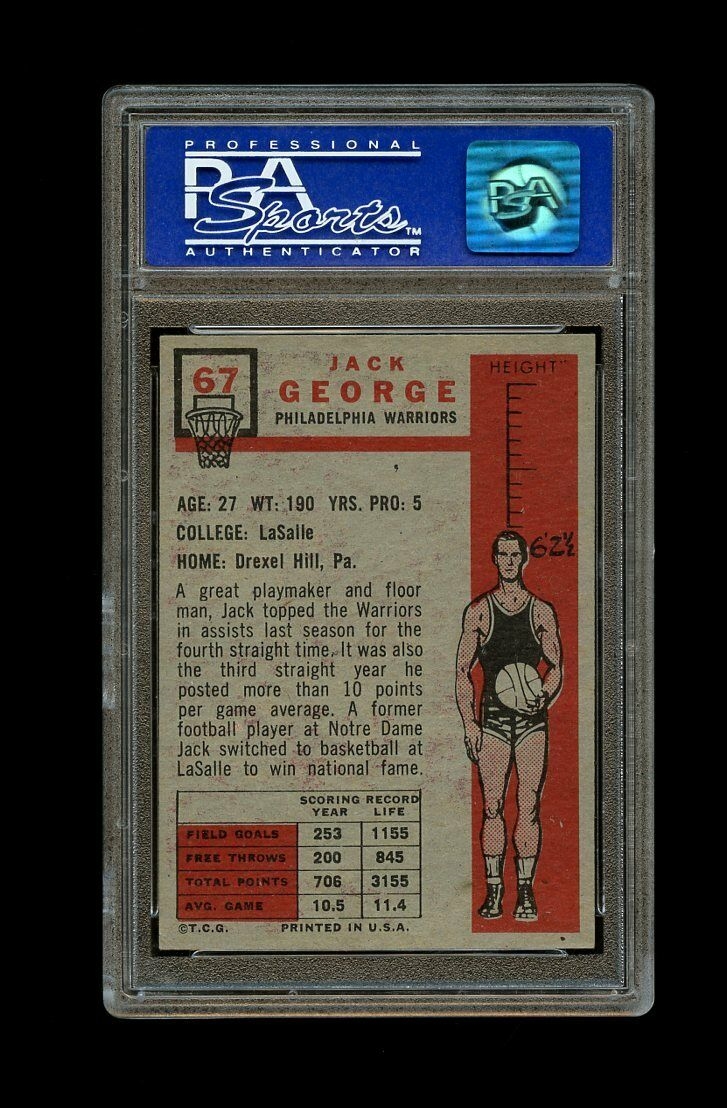 PROFESSIONAL
PSA
Sports™
AUTHENTICATOR
PSA
67
JACK
GEORGE
PHILADELPHIA WARRIORS
HEIGHT"
6'2½
AGE: 27 WT: 190 YRS. PRO: 5
COLLEGE: LaSalle
HOME: Drexel Hill, Pa.
A great playmaker and floor
man, Jack topped the Warriors
in assists last season for the
fourth straight time. It was also
the third straight year he
posted more than 10 points
per game average. A former
football player at Notre Dame
Jack switched to basketball at
LaSalle to win national fame.
SCORING RECORD
YEAR LIFE
FIELD GOALS 253 1155
FREE THROWS 200 845
TOTAL POINTS 706 3155
AVG. GAME 10.5 11.4
©T.C.G. PRINTED IN U.S.A.